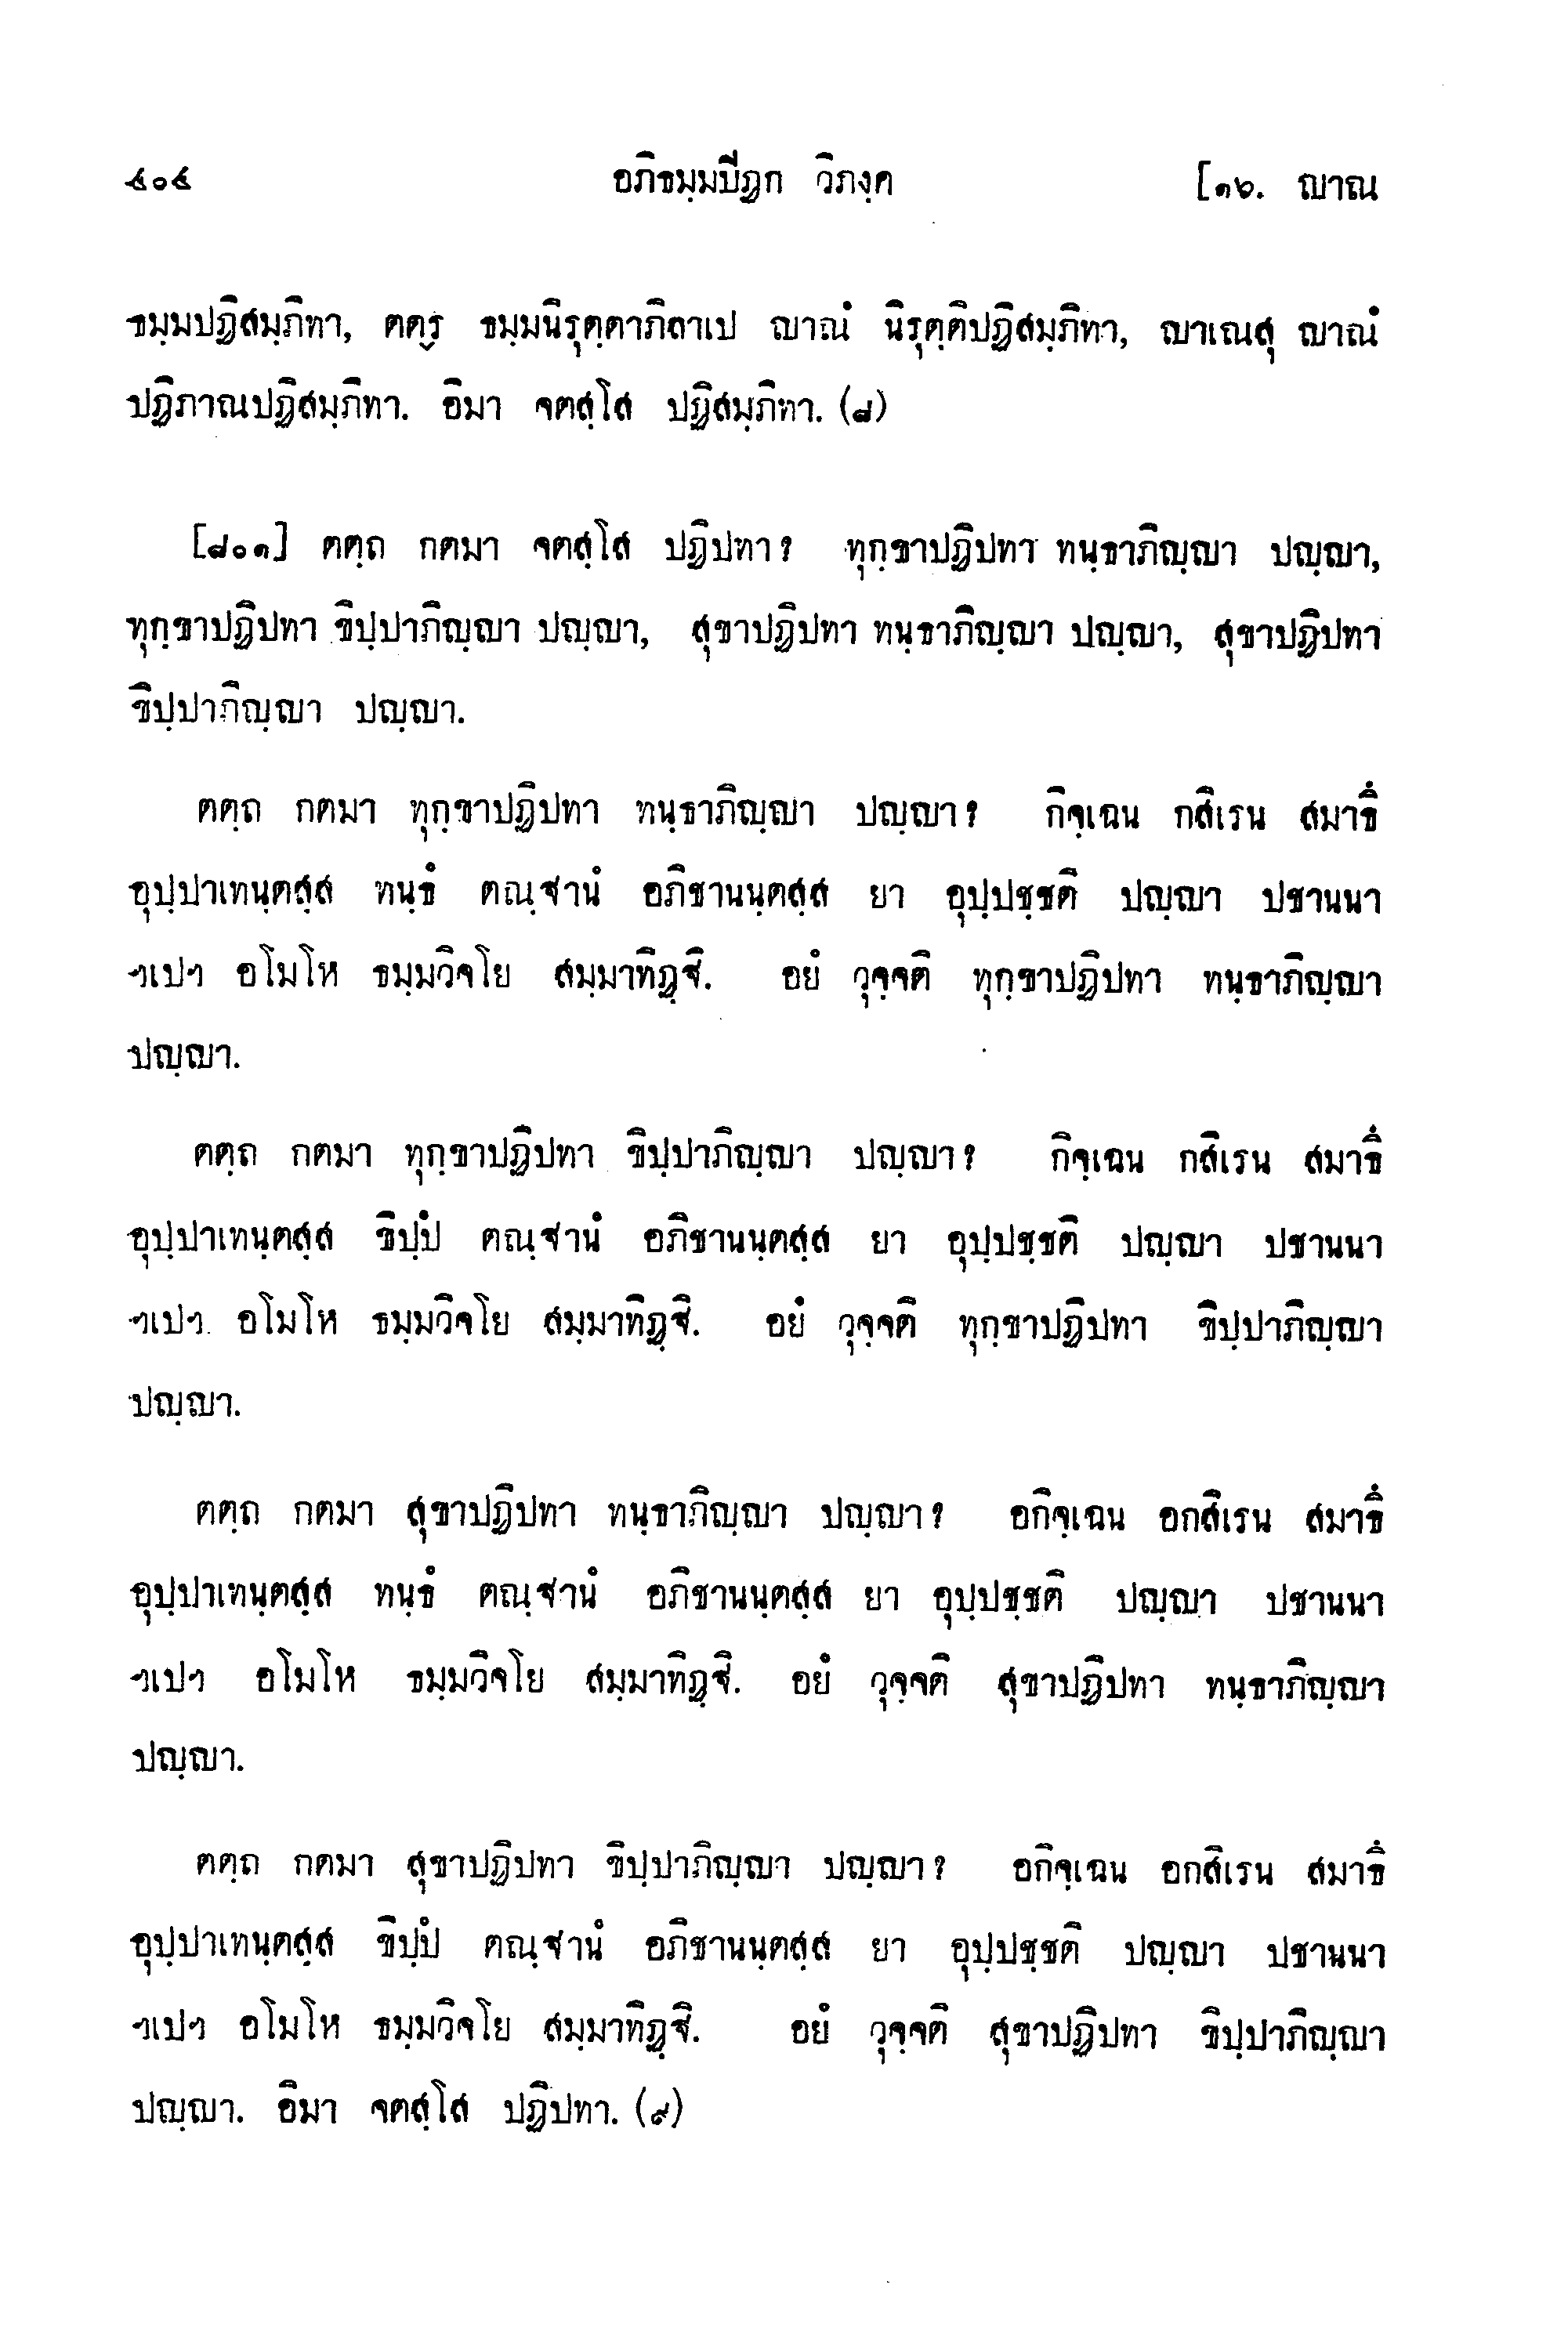 ๔๐๔ อภิธมฺมปีฏก วิภงฺค [๑๖. ญาณ
ธมฺมปฏิสมฺภิทา, ตตฺร ธมฺมนิรุตฺตาภิลาเป ญาณํ นิรุตฺติปฏิสมฺภิทา, ญาเณสุ ญาณํ
ปฏิภาณปฏิสมฺภิทา. อิมา จตสฺโส ปฏิสมฺภิทา. (๘)
[๘๐๑] ตตฺถ กตมา จตสฺโส ปฏิปทา? ทุกฺขาปฏิปทา ทนฺธาภิญฺญา ปญฺญา,
ทุกฺขาปฏิปทา ขิปฺปาภิญฺญา ปญฺญา, สุขาปฏิปทา ทนฺธาภิญฺญา ปญฺญา, สุขาปฏิปทา
ขิปฺปาภิญฺญา ปญฺญา.
ตตฺถ กตมา ทุกฺขาปฏิปทา ทนฺธาภิญฺญา ปญฺญา? กิจฺเฉน กสิเรน สมาธึ
อุปฺปาเทนฺตสฺส ทนฺธํ ตณฺฐานํ อภิชานนฺตสฺส ยา อุปฺปชฺชติ ปญฺญา ปชานนา
ฯเปฯ อโมโห ธมฺมวิจโย สมฺมาทิฏฺฐิ. อยํ วุจฺจติ ทุกฺขาปฏิปทา ทนฺธาภิญฺญา
ปญฺญา.
ตตฺถ กตมา ทุกฺขาปฏิปทา ขิปฺปาภิญฺญา ปญฺญา? กิจฺเฉน กสิเรน สมาธึ
อุปฺปาเทนฺตสฺส ขิปฺปํ ตณฺฐานํ อภิชานนฺตสฺส ยา อุปฺปชฺชติ ปญฺญา ปชานนา
ฯเปฯ อโมโห ธมฺมวิจโย สมฺมาทิฏฺฐิ. อยํ วุจฺจติ ทุกฺขาปฏิปทา ขิปฺปาภิญฺญา
ปญฺญา.
ตตฺถ กตมา สุขาปฏิปทา ทนฺธาภิญฺญา ปญฺญา? อกิจฺเฉน อกสิเรน สมาธึ
อุปฺปาเทนฺตสฺส ทนฺธํ ตณฺฐานํ อภิชานนฺตสฺส ยา อุปฺปชฺชติ ปญฺญา ปชานนา
ฯเปฯ อโมโห ธมฺมวิจโย สมฺมาทิฏฺฐิ. อยํ วุจฺจติ สุขาปฏิปทา ทนฺธาภิญฺญา
ปญฺญา.
ตตฺถ กตมา สุขาปฏิปทา ขิปฺปาภิญฺญา ปญฺญา? อกิจฺเฉน อกสิเรน สมาธึ
อุปฺปาเทนฺตสฺส ขิปฺปํ ตณฺฐานํ อภิชานนฺตสฺส ยา อุปฺปชฺชติ ปญฺญา ปชานนา
ฯเปฯ อโมโห ธมฺมวิจโย สมฺมาทิฏฺฐิ. อยํ วุจฺจติ สุขาปฏิปทา ขิปฺปาภิญฺญา
ปญฺญา. อิมา จตสฺโส ปฏิปทา. (๙)